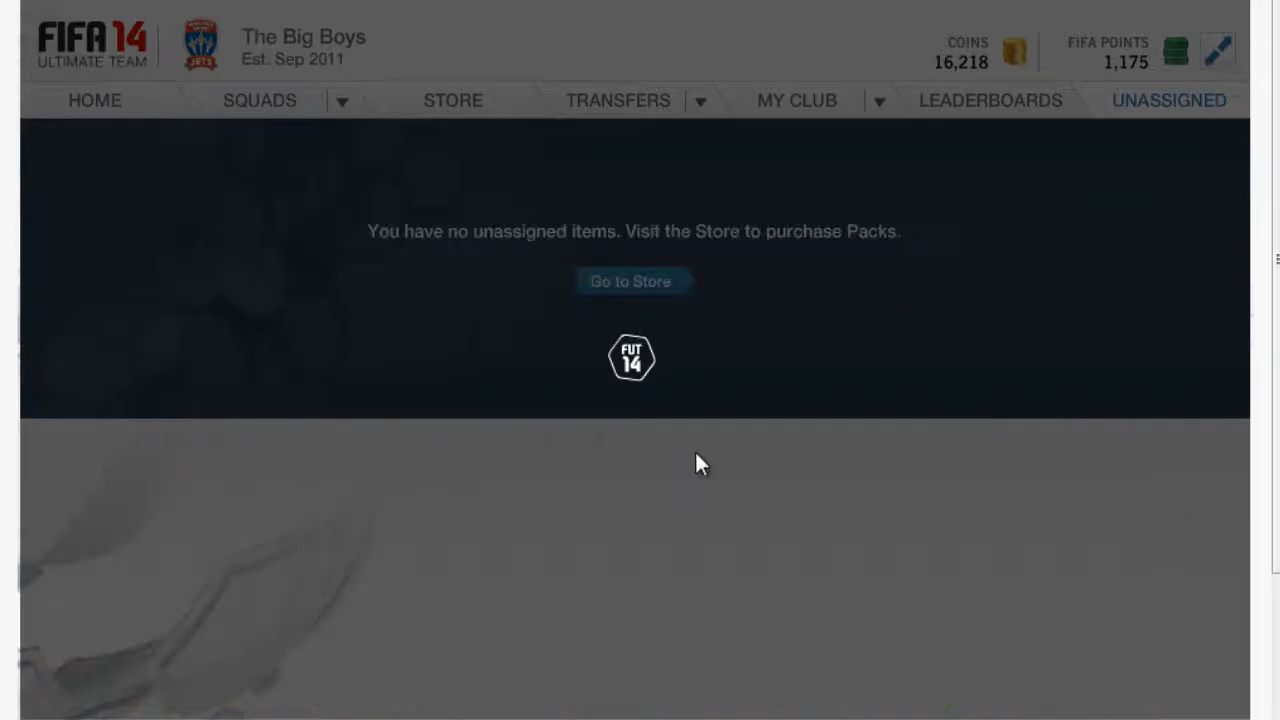 FIFA 14
ULTIMATE TEAM
The Big Boys
Est. Sep 2011
JETS
COINS
16,218
FIFA POINTS
1,175
HOME
SQUADS
STORE
TRANSFERS
MY CLUB
LEADERBOARDS
UNASSIGNED
You have no unassigned items. Visit the Store to purchase Packs.
Go to Store
FUT
14